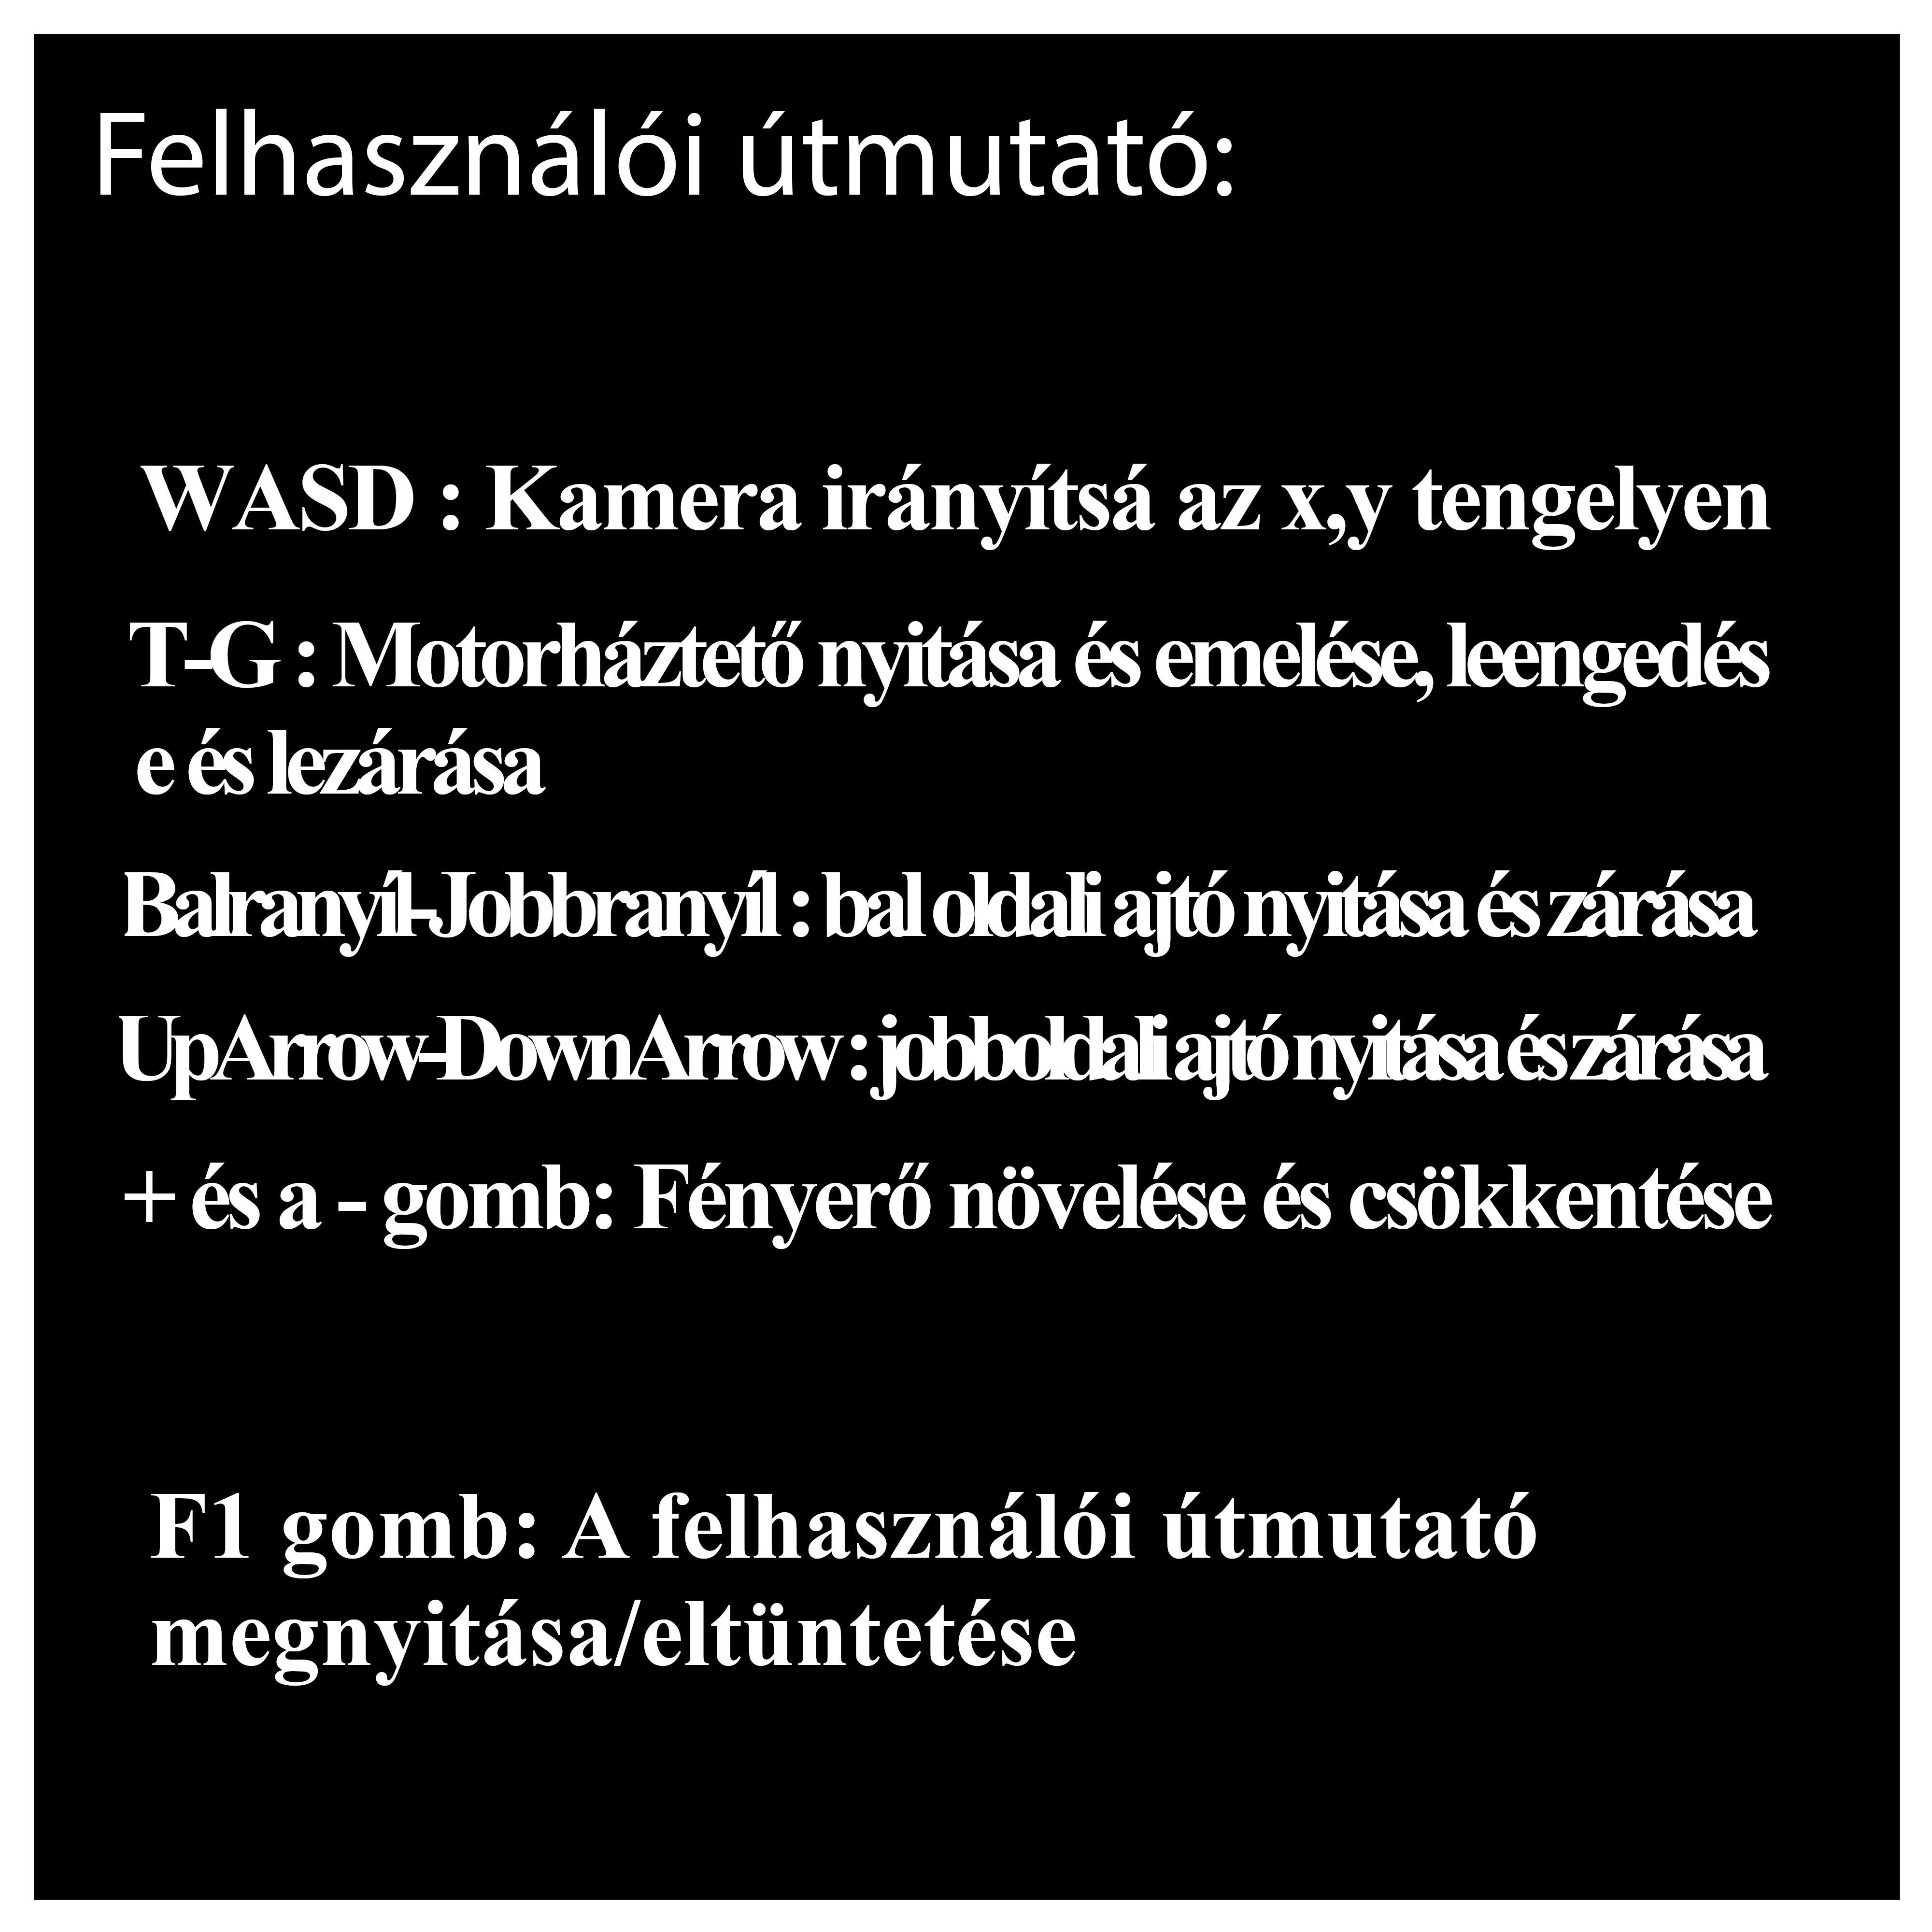 Felhasználói útmutató:
WASD : Kamera irányítsá az x,y tengelyen
T-G : Motorháztető nyitása és emelése, leengedés
e és lezárása
Balranyíl-Jobbranyíl : bal oldali ajtó nyitása és zárása
UpArrow-DownArrow : jobboldali ajtó nyitása és zárása
+ és a - gomb: Fényerő növelése és csökkentése
F1 gomb: A felhasználói útmutató
megnyitása/eltüntetése